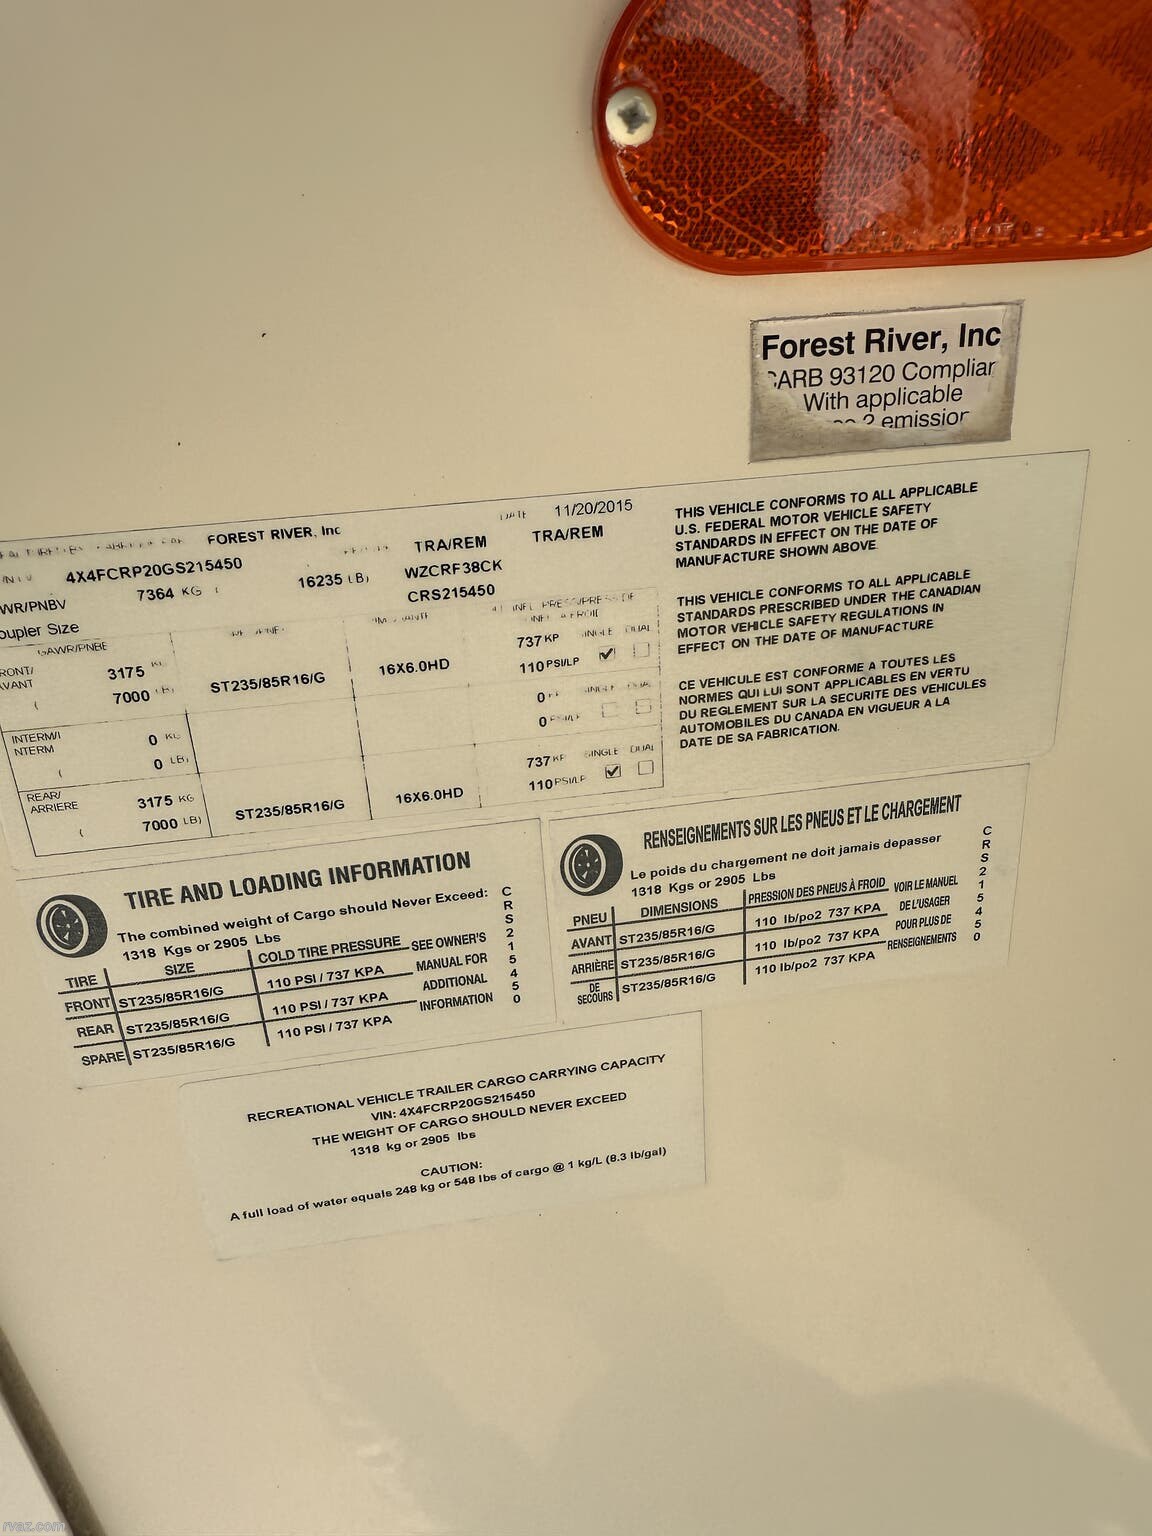 Forest River, Inc
CARB 93120 Complian
With applicable
2 emission
FOREST RIVER, Inc
DATE 11/20/2015
4X4FCRP20GS215450
TRA/REM TRA/REM
WR/PNBV 7364 KG ( 16235 LB)
WZCRF38CK
CRS215450
oupler Size
GAWR/PNBE
RONT/
AVANT
3175 KG
( 7000 LB)
ST235/85R16/G
16X6.0HD
737 KP SINGLE DUAL
110 PSI/LP
INTERM/
NTERM
0 KG
( 0 LB)
0 KP SINGLE DUAL
0 PSI/LP
REAR/
ARRIERE
3175 KG
( 7000 LB)
ST235/85R16/G
16X6.0HD
737 KP SINGLE DUAL
110 PSI/LP
THIS VEHICLE CONFORMS TO ALL APPLICABLE
U.S. FEDERAL MOTOR VEHICLE SAFETY
STANDARDS IN EFFECT ON THE DATE OF
MANUFACTURE SHOWN ABOVE.
THIS VEHICLE CONFORMS TO ALL APPLICABLE
STANDARDS PRESCRIBED UNDER THE CANADIAN
MOTOR VEHICLE SAFETY REGULATIONS IN
EFFECT ON THE DATE OF MANUFACTURE
CE VEHICULE EST CONFORME A TOUTES LES
NORMES QUI LUI SONT APPLICABLES EN VERTU
DU REGLEMENT SUR LA SECURITE DES VEHICULES
AUTOMOBILES DU CANADA EN VIGUEUR A LA
DATE DE SA FABRICATION.
TIRE AND LOADING INFORMATION
The combined weight of Cargo should Never Exceed:
1318 Kgs or 2905 Lbs
TIRE SIZE COLD TIRE PRESSURE
FRONT ST235/85R16/G 110 PSI / 737 KPA
REAR ST235/85R16/G 110 PSI / 737 KPA
SPARE ST235/85R16/G 110 PSI / 737 KPA
SEE OWNER'S
MANUAL FOR
ADDITIONAL
INFORMATION
CRS215450
RENSEIGNEMENTS SUR LES PNEUS ET LE CHARGEMENT
Le poids du chargement ne doit jamais depasser
1318 Kgs or 2905 Lbs
PNEU DIMENSIONS PRESSION DES PNEUS À FROID
AVANT ST235/85R16/G 110 lb/po2 737 KPA
ARRIÈRE ST235/85R16/G 110 lb/po2 737 KPA
DE
SECOURS ST235/85R16/G 110 lb/po2 737 KPA
VOIR LE MANUEL
DE L'USAGER
POUR PLUS DE
RENSEIGNEMENTS
CRS215450
RECREATIONAL VEHICLE TRAILER CARGO CARRYING CAPACITY
VIN: 4X4FCRP20GS215450
THE WEIGHT OF CARGO SHOULD NEVER EXCEED
1318 kg or 2905 lbs
CAUTION:
A full load of water equals 248 kg or 548 lbs of cargo @ 1 kg/L (8.3 lb/gal)
rvaz.com